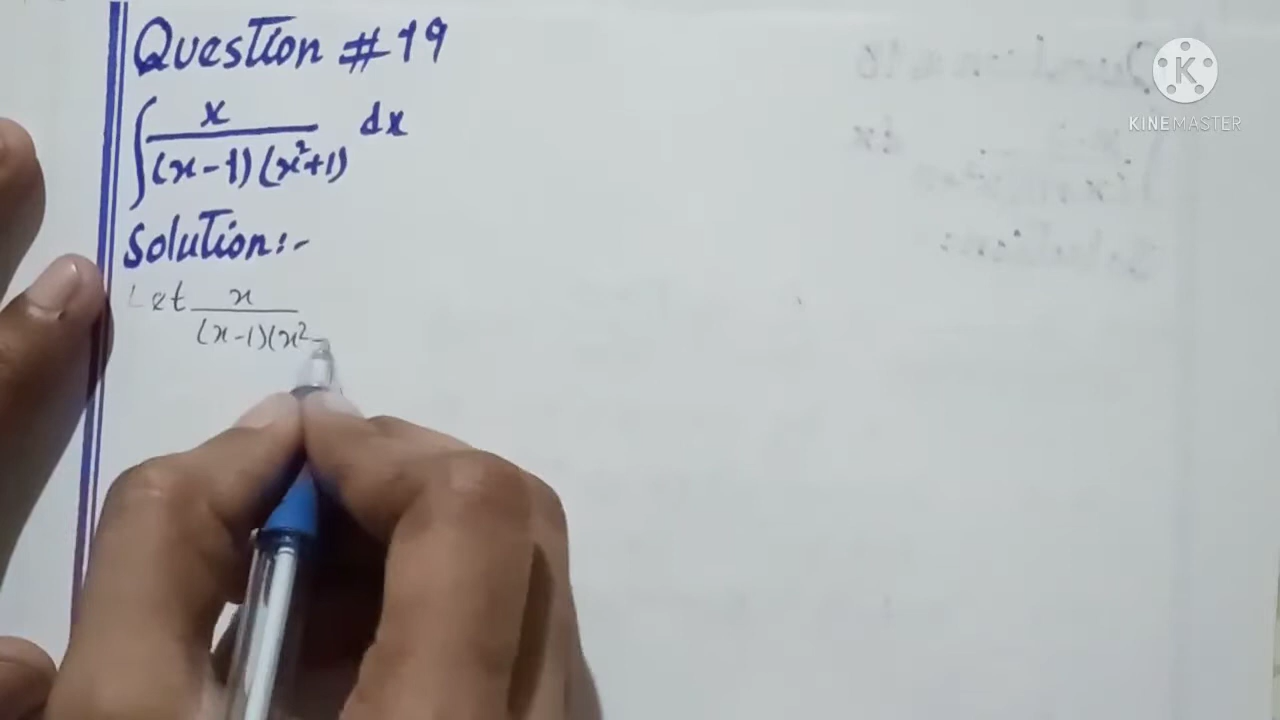 Question # 19
∫ x / (x-1)(x²+1) dx
Solution:-
Let x / (x-1)(x²
KINEMASTER